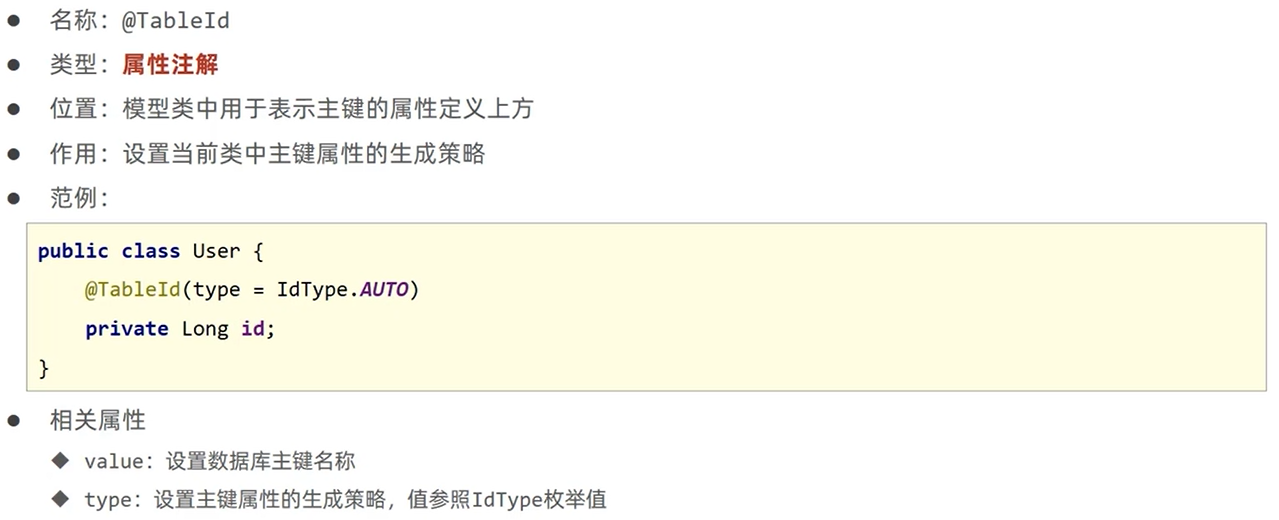 ● 名称：@TableId
● 类型：属性注解
● 位置：模型类中用于表示主键的属性定义上方
● 作用：设置当前类中主键属性的生成策略
● 范例：
public class User {
    @TableId(type = IdType.AUTO)
    private Long id;
}
● 相关属性
◆ value：设置数据库主键名称
◆ type：设置主键属性的生成策略，值参照IdType枚举值